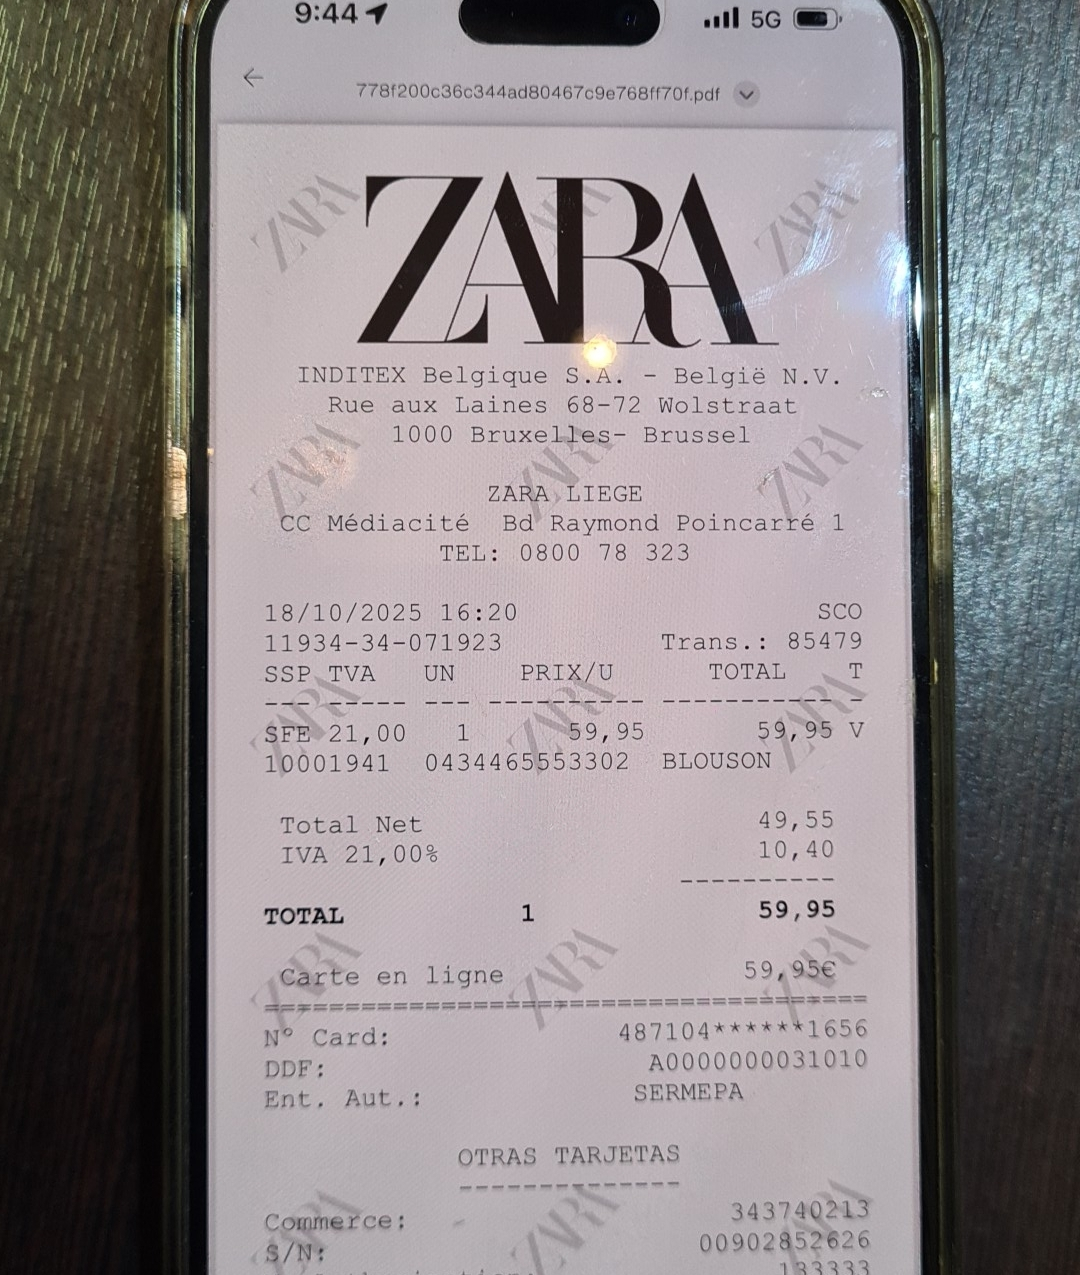 9:44
5G
778f200c36c344ad80467c9e768ff70f.pdf
ZARA
INDITEX Belgique S.A. - België N.V.
Rue aux Laines 68-72 Wolstraat
1000 Bruxelles- Brussel
ZARA LIEGE
CC Médiacité Bd Raymond Poincarré 1
TEL: 0800 78 323
18/10/2025 16:20 SCO
11934-34-071923 Trans.: 85479
SSP TVA UN PRIX/U TOTAL T
--- ----- --- ---------- ----------- -
SFE 21,00 1 59,95 59,95 V
10001941 0434465553302 BLOUSON
Total Net 49,55
IVA 21,00% 10,40
----------
TOTAL 1 59,95
Carte en ligne 59,95€
======================================
Nº Card: 487104******1656
DDF: A0000000031010
Ent. Aut.: SERMEPA
OTRAS TARJETAS
--------------
Commerce: 343740213
S/N: 00902852626
133333